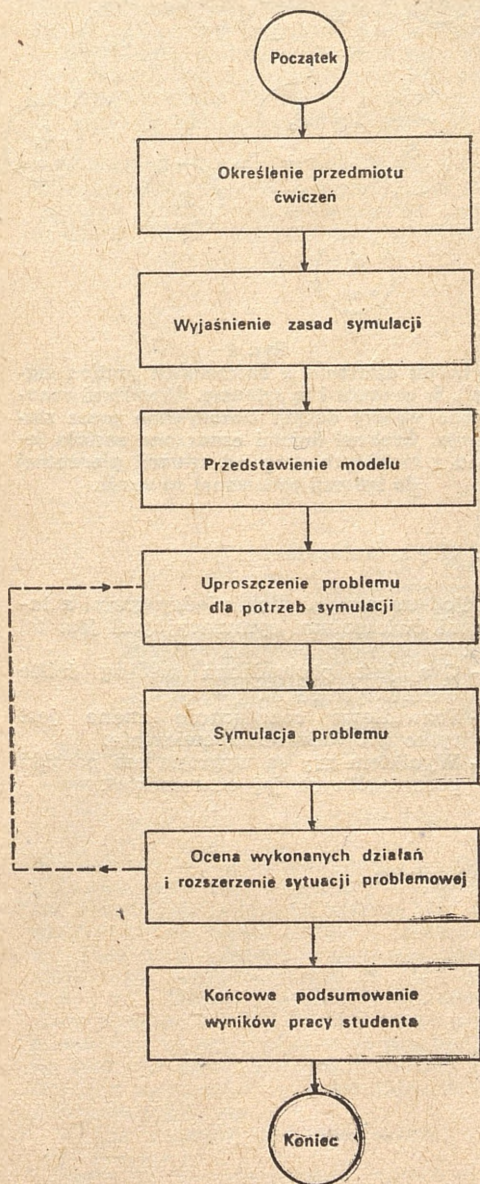 Początek
Określenie przedmiotu
ćwiczeń
Wyjaśnienie zasad symulacji
Przedstawienie modelu
Uproszczenie problemu
dla potrzeb symulacji
Symulacja problemu
Ocena wykonanych działań
i rozszerzenie sytuacji problemowej
Końcowe podsumowanie
wyników pracy studenta
Koniec